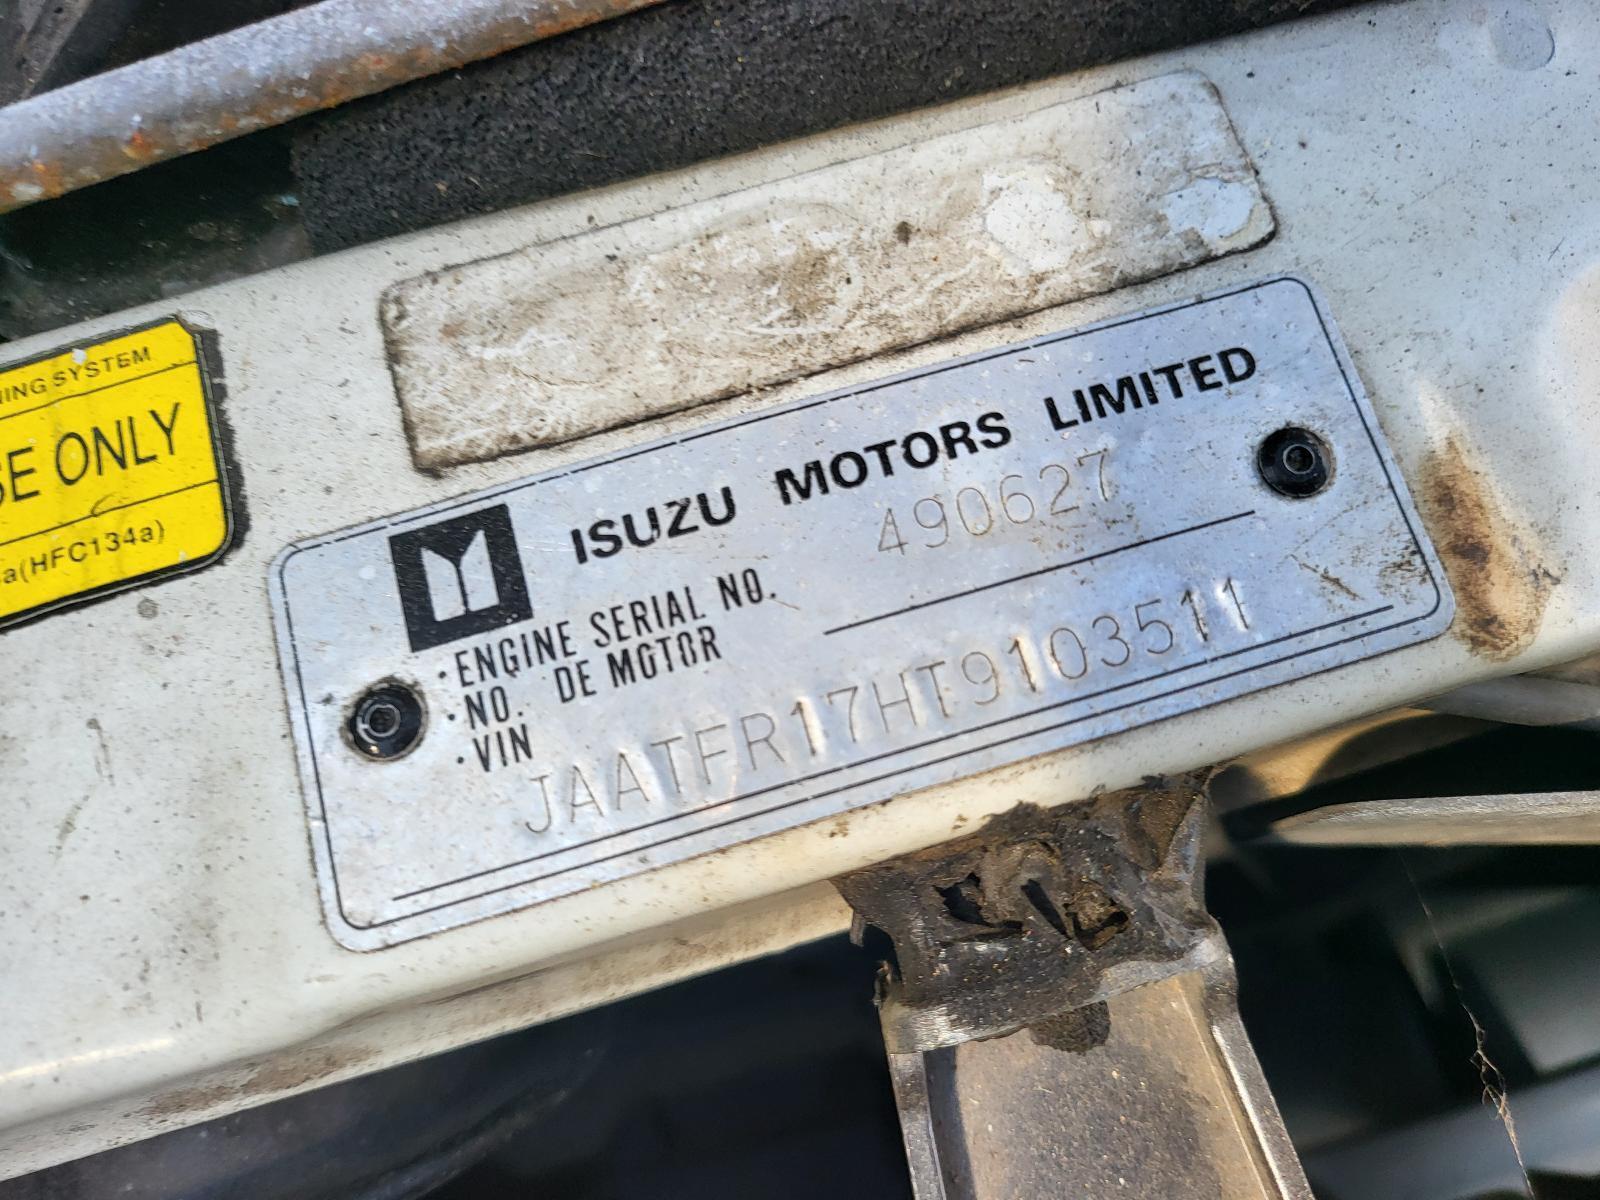 NING SYSTEM
SE ONLY
a(HFC134a)
ISUZU MOTORS LIMITED
· ENGINE SERIAL NO.
· NO. DE MOTOR
490627
· VIN
JAATFR17HT9103511